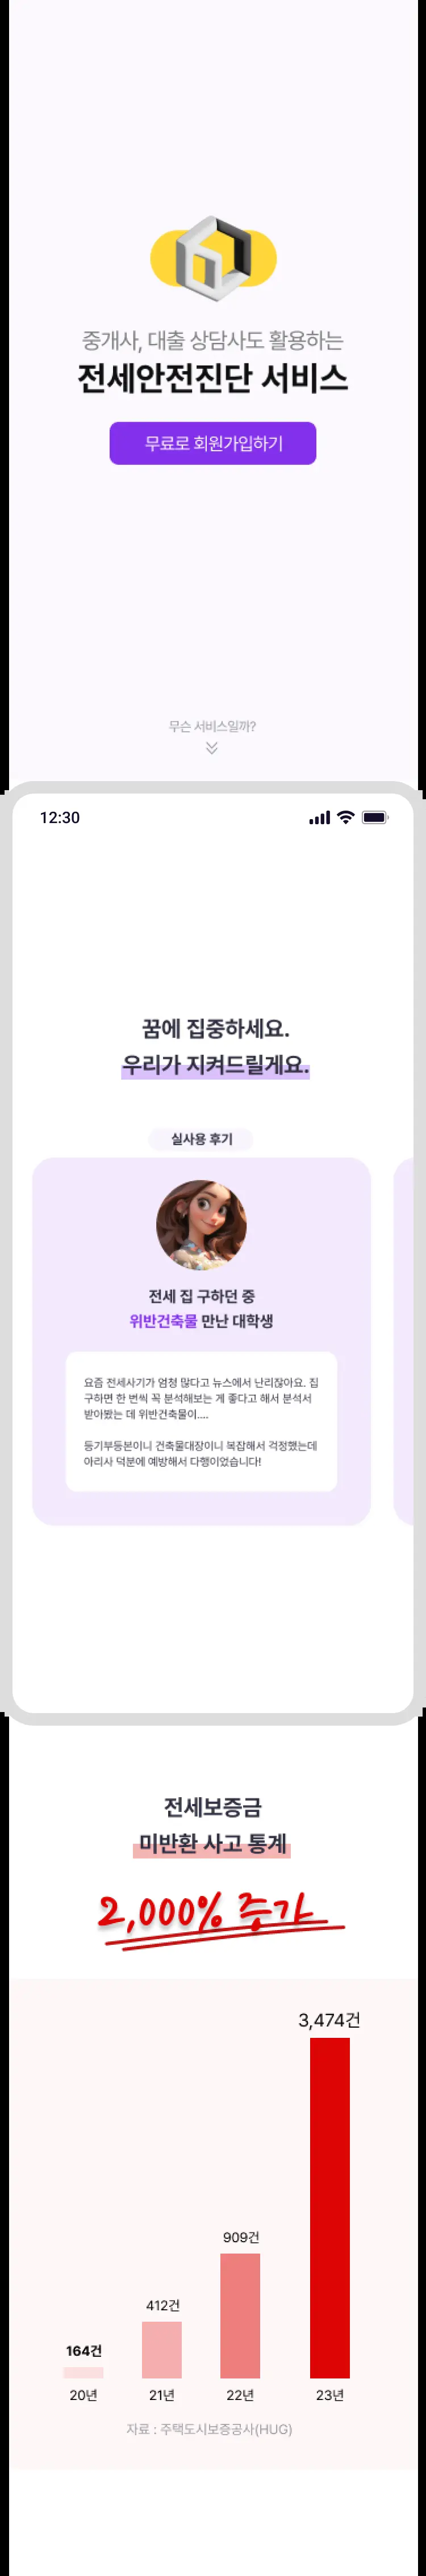 중개사, 대출 상담사도 활용하는
전세안전진단 서비스
무료로 회원가입하기
무슨 서비스일까?
12:30
꿈에 집중하세요.
우리가 지켜드릴게요.
실사용 후기
전세 집 구하던 중
위반건축물 만난 대학생
요즘 전세사기가 엄청 많다고 뉴스에서 난리잖아요. 집
구하면 한 번씩 꼭 분석해보는 게 좋다고 해서 분석서
받아봤는 데 위반건축물이....
등기부등본이니 건축물대장이니 복잡해서 걱정했는데
아리사 덕분에 예방해서 다행이었습니다!
전세보증금
미반환 사고 통계
2,000% 증가
3,474건
909건
412건
164건
20년 21년 22년 23년
자료 : 주택도시보증공사(HUG)